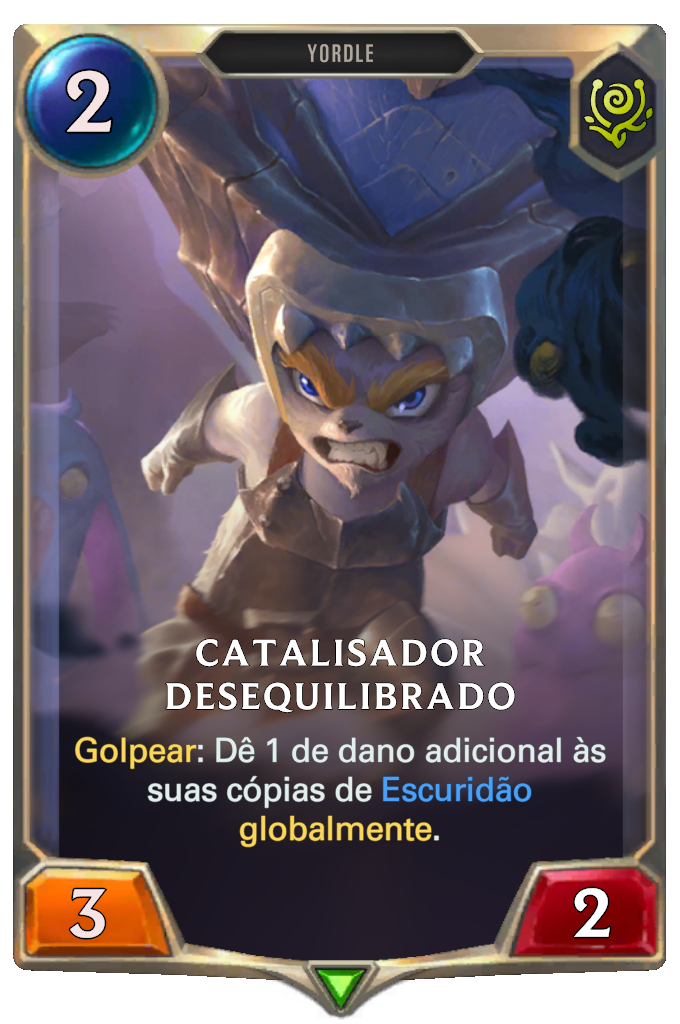 2
YORDLE
CATALISADOR
DESEQUILIBRADO
Golpear: Dê 1 de dano adicional às
suas cópias de Escuridão
globalmente.
3
2